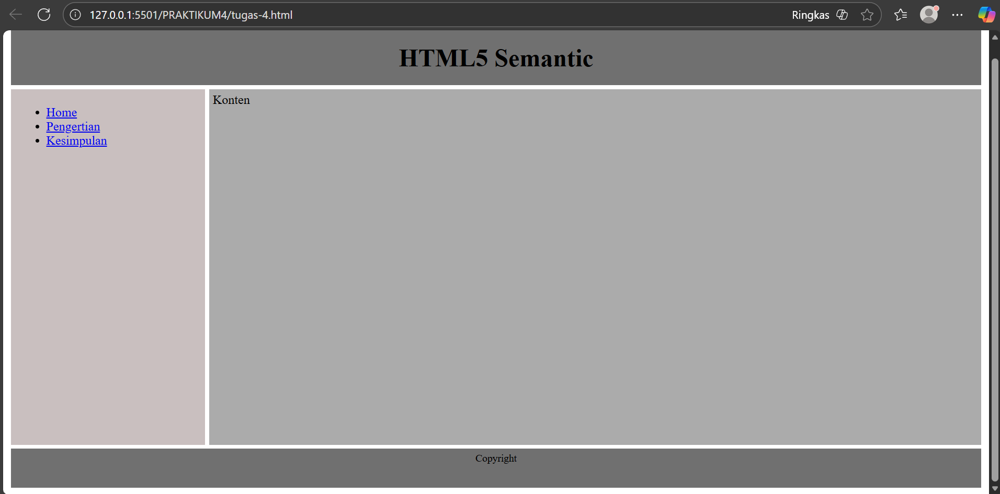 127.0.0.1:5501/PRAKTIKUM4/tugas-4.html
Ringkas
HTML5 Semantic
Home
Pengertian
Kesimpulan
Konten
Copyright